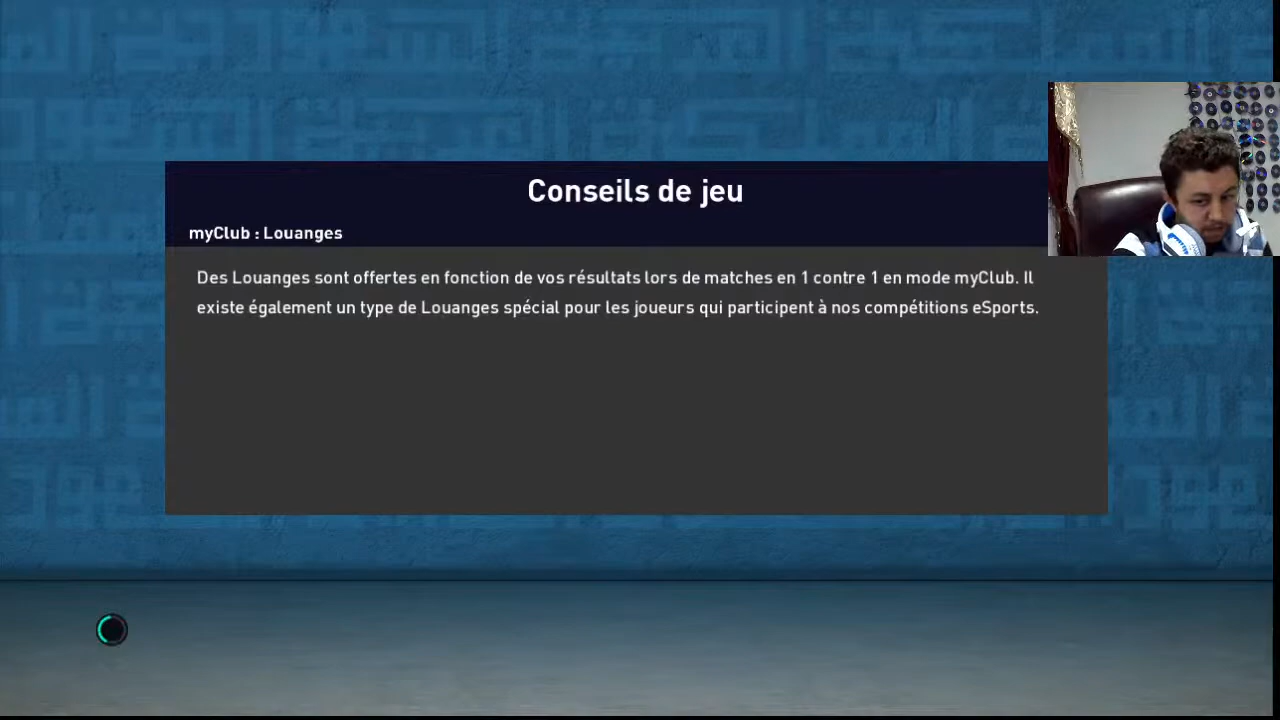 Conseils de jeu
myClub : Louanges
Des Louanges sont offertes en fonction de vos résultats lors de matches en 1 contre 1 en mode myClub. Il
existe également un type de Louanges spécial pour les joueurs qui participent à nos compétitions eSports.